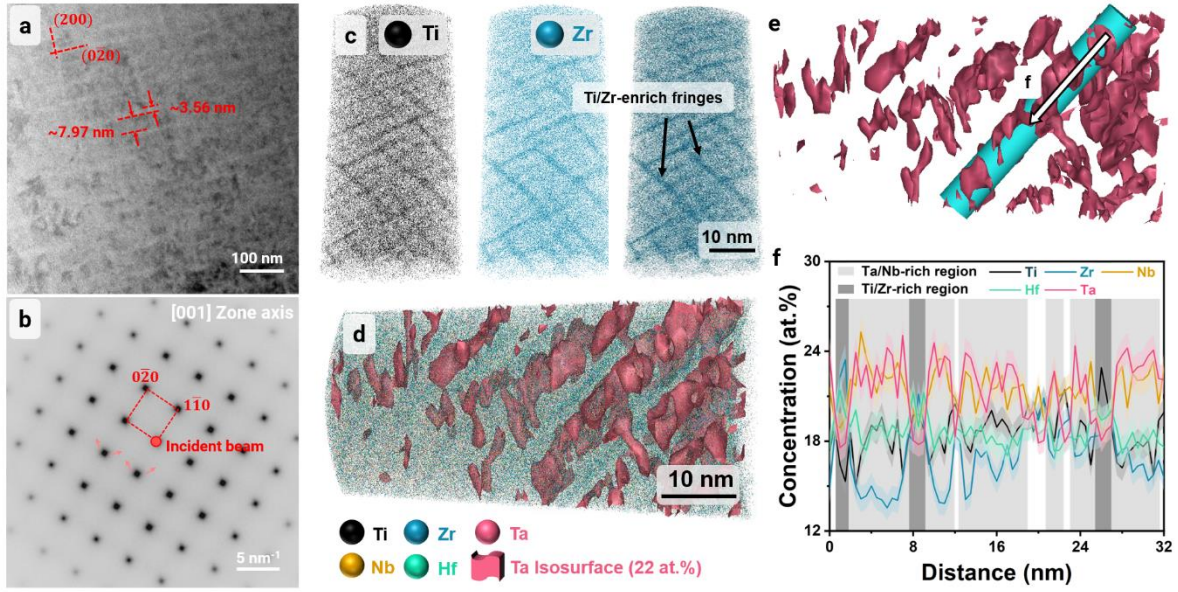 a
(200)
(02̄0)
~3.56 nm
~7.97 nm
100 nm
b
[001] Zone axis
02̄0
11̄0
Incident beam
5 nm⁻¹
c
Ti
Zr
Ti/Zr-enrich fringes
10 nm
d
10 nm
Ti
Zr
Ta
Nb
Hf
Ta Isosurface (22 at.%)
e
f
f
30
24
18
12
Concentration (at.%)
Ta/Nb-rich region
Ti/Zr-rich region
Ti
Zr
Nb
Hf
Ta
0
8
16
24
32
Distance (nm)